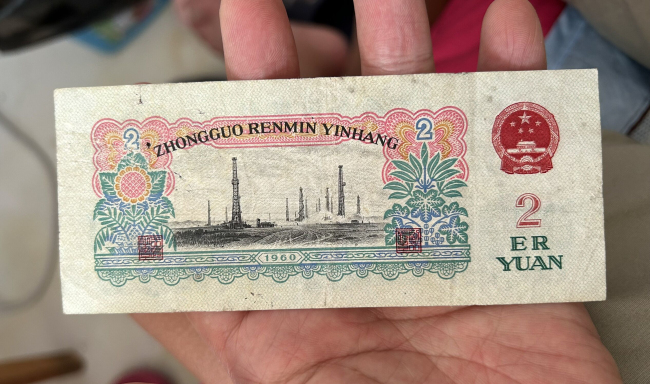 2 2
ZHONGGUO RENMIN YINHANG
2
ER
YUAN
1960